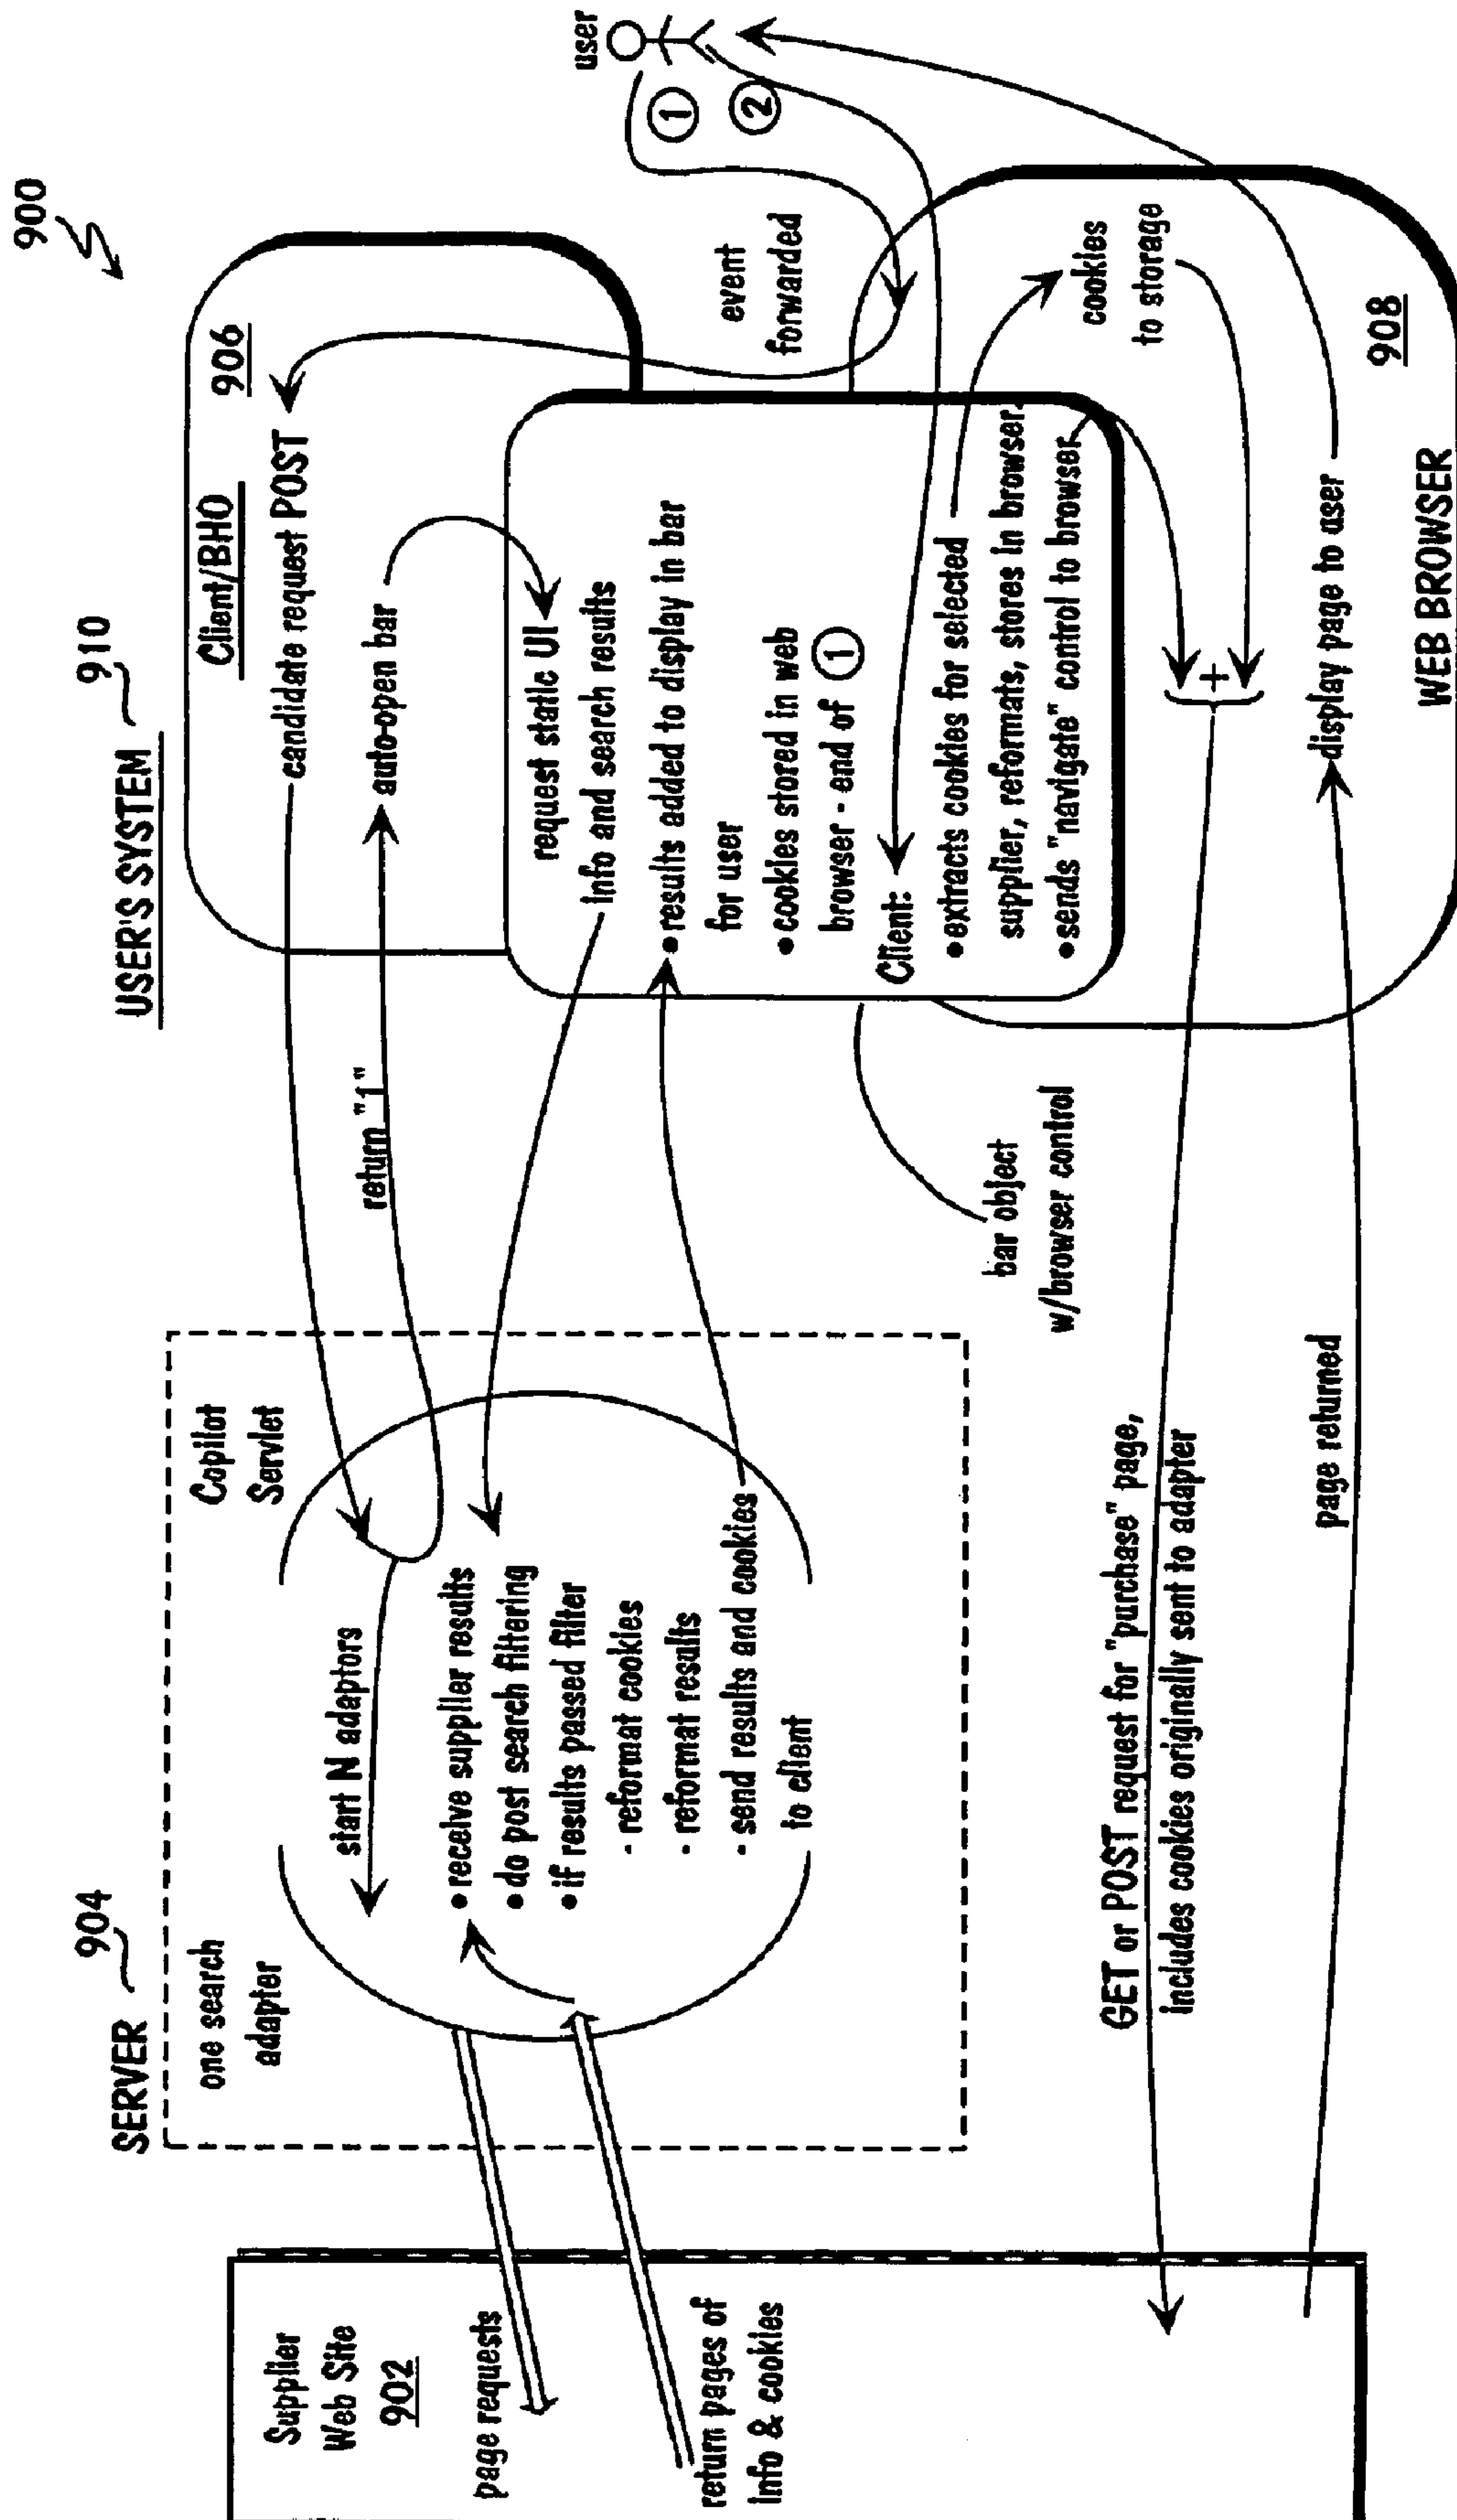 900
USER'S SYSTEM 910
SERVER 904
Supplier
Web Site
902
page requests
return pages of
info & cookies
one search
adapter
Copilot
Servlet
start N adaptors
• receive supplier results
• do post search filtering
• if results passed filter
- reformat cookies
- reformat results
- send results and cookies
to client
return "1"
Client/BHO
906
candidate request POST
auto-open bar
request static UI
info and search results
• results added to display in bar
for user
• cookies stored in web
browser - end of ①
Client:
• extracts cookies for selected
supplier, reformats, stores in browser.
• sends "navigate" control to browser
bar object
w/browser control
event
forwarded
user
①
②
cookies
to storage
+
GET or POST request for "purchase" page,
includes cookies originally sent to adapter
page returned
display page to user
908
WEB BROWSER